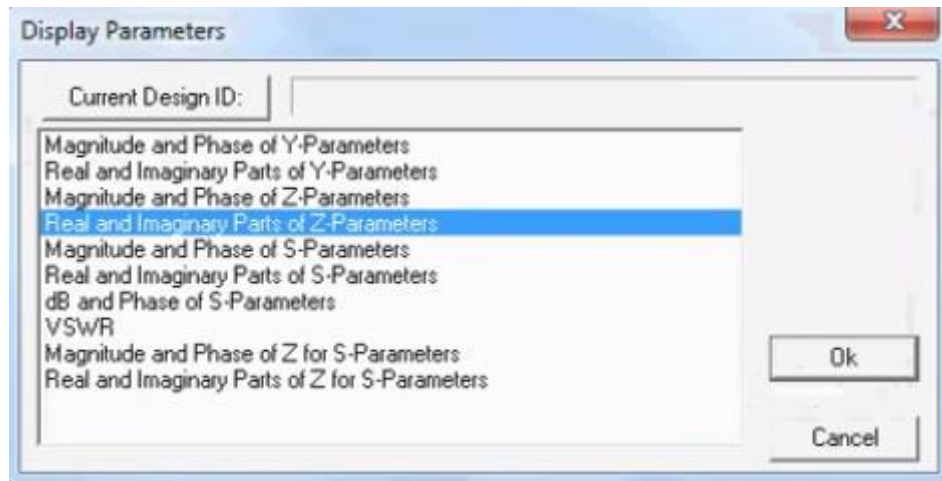 Display Parameters
Current Design ID:
Magnitude and Phase of Y-Parameters
Real and Imaginary Parts of Y-Parameters
Magnitude and Phase of Z-Parameters
Real and Imaginary Parts of Z-Parameters
Magnitude and Phase of S-Parameters
Real and Imaginary Parts of S-Parameters
dB and Phase of S-Parameters
VSWR
Magnitude and Phase of Z for S-Parameters
Real and Imaginary Parts of Z for S-Parameters
Ok
Cancel